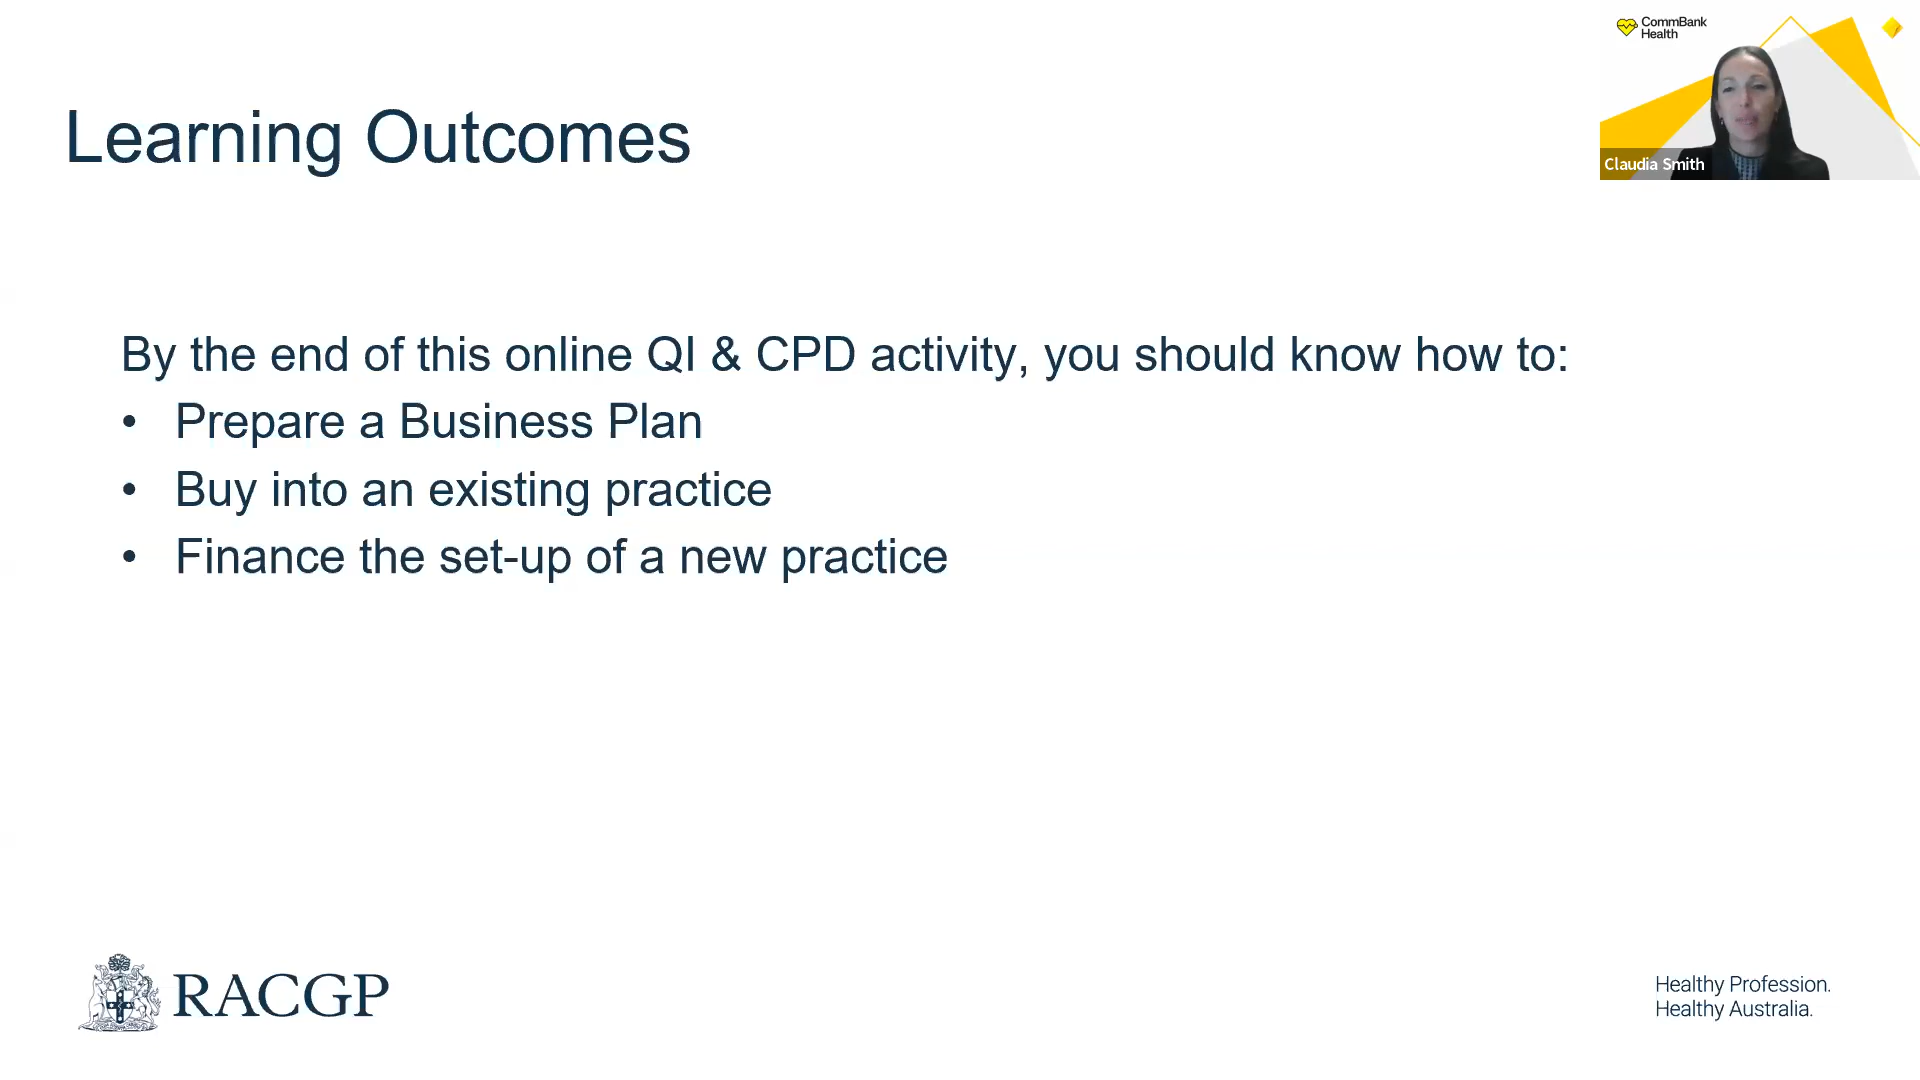 CommBank
Health
Learning Outcomes
Claudia Smith
By the end of this online QI & CPD activity, you should know how to:
• Prepare a Business Plan
• Buy into an existing practice
• Finance the set-up of a new practice
RACGP
Healthy Profession.
Healthy Australia.